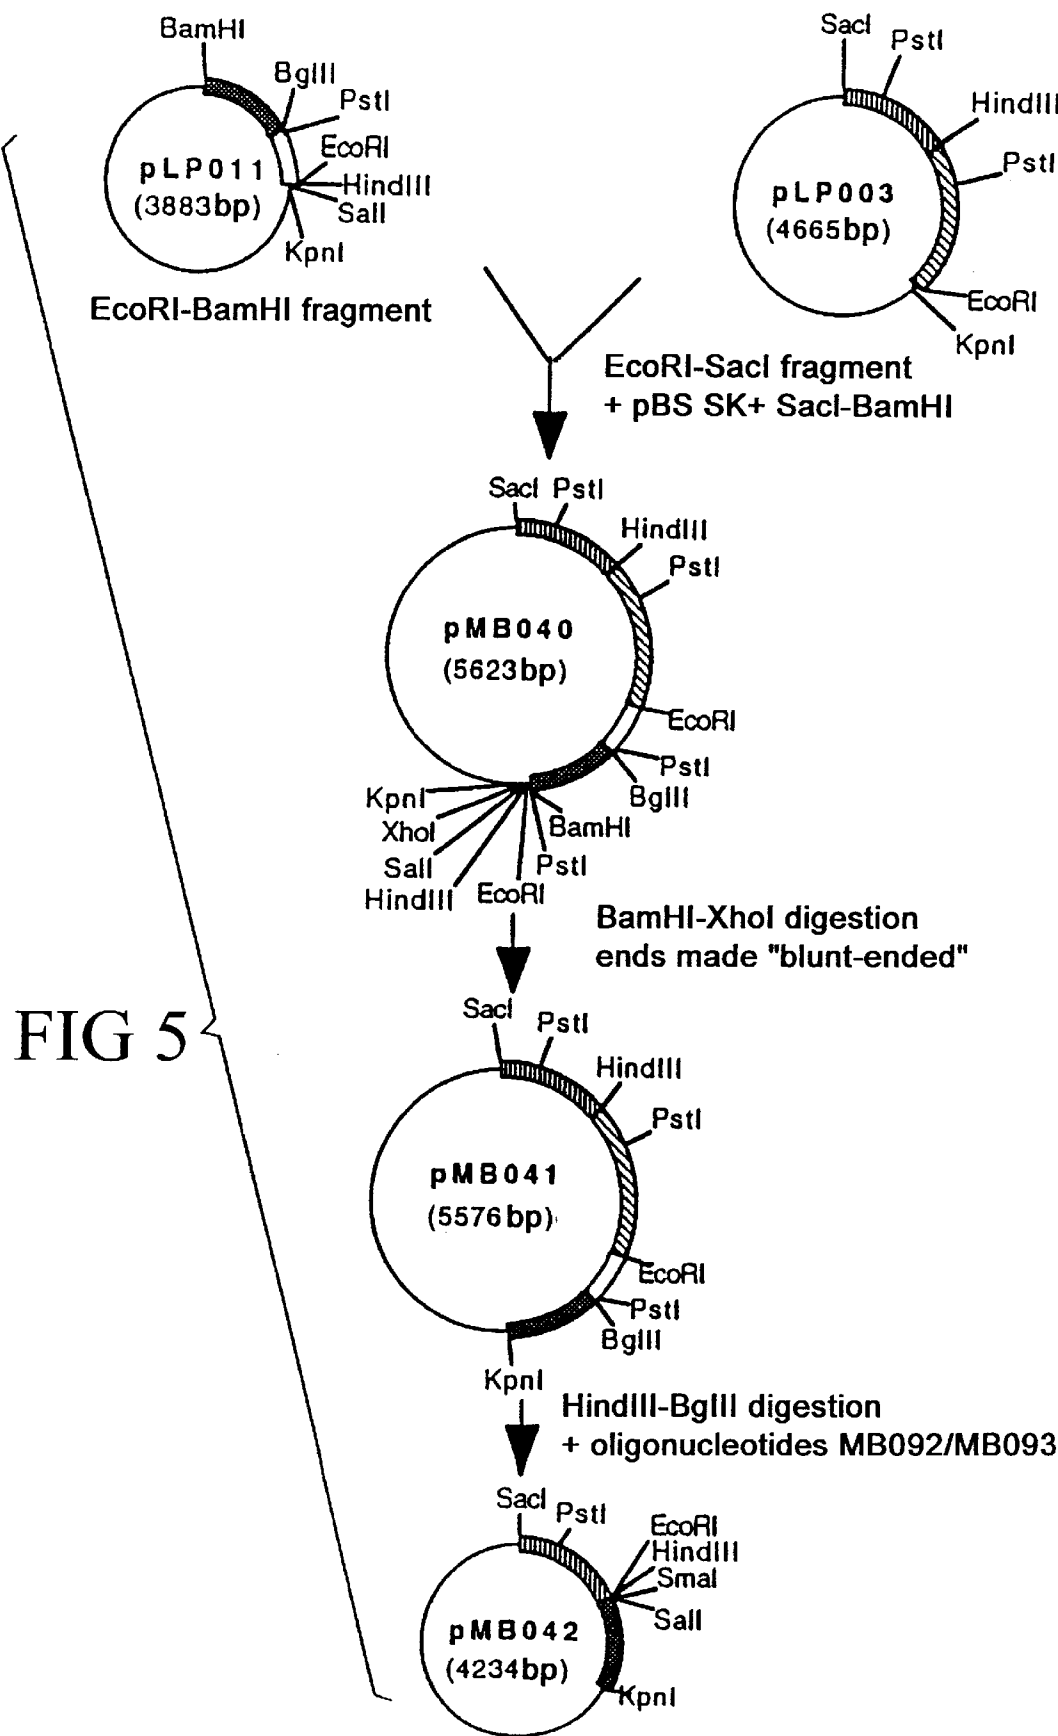 BamHI
BglII
PstI
EcoRI
HindIII
SalI
KpnI
pLP011
(3883bp)
EcoRI-BamHI fragment
SacI
PstI
HindIII
PstI
EcoRI
KpnI
pLP003
(4665bp)
EcoRI-SacI fragment
+ pBS SK+ SacI-BamHI
SacI PstI
HindIII
PstI
pMB040
(5623bp)
EcoRI
PstI
BglII
BamHI
PstI
EcoRI
KpnI
XhoI
SalI
HindIII
BamHI-XhoI digestion
ends made "blunt-ended"
FIG 5
SacI
PstI
HindIII
PstI
pMB041
(5576bp)
EcoRI
PstI
BglII
KpnI
HindIII-BglII digestion
+ oligonucleotides MB092/MB093
SacI
PstI
EcoRI
HindIII
SmaI
SalI
pMB042
(4234bp)
KpnI